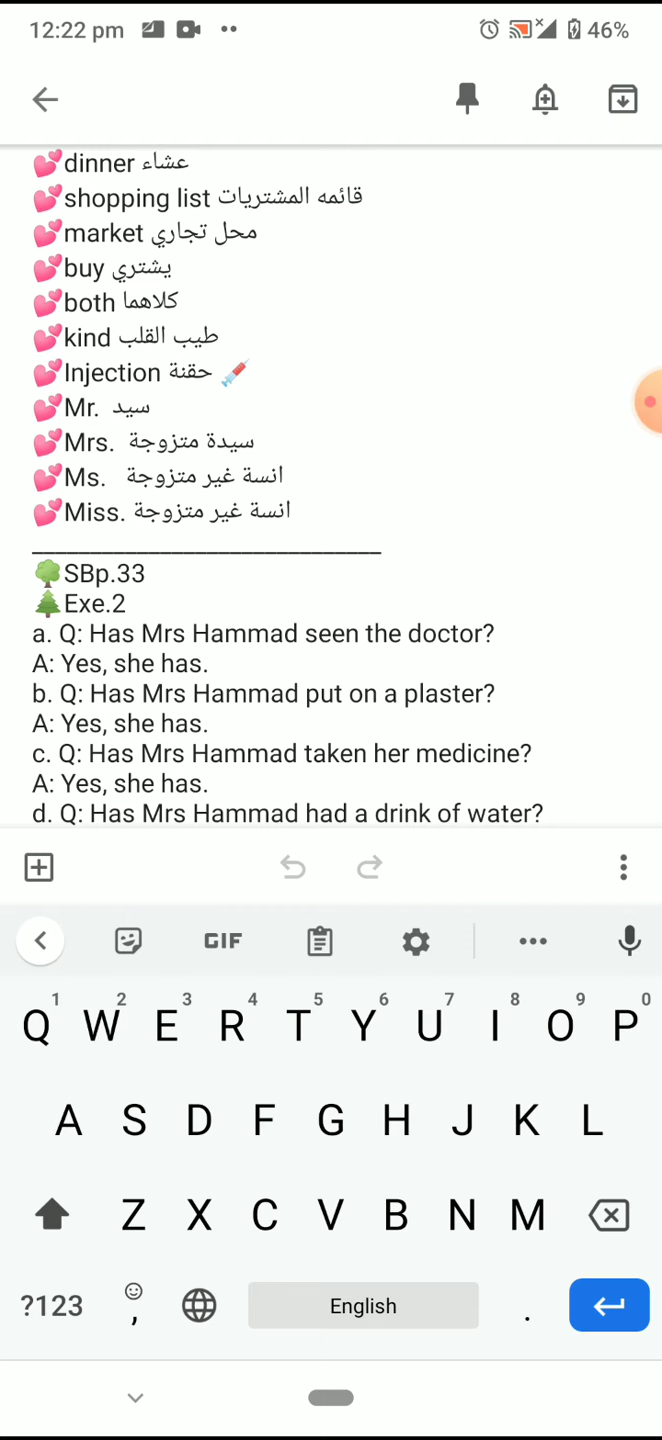 12:22 pm
46%
dinner عشاء
shopping list قائمه المشتريات
market محل تجاري
buy يشتري
both كلاهما
kind طيب القلب
Injection حقنة
Mr. سيد
Mrs. سيدة متزوجة
Ms. انسة غير متزوجة
Miss. انسة غير متزوجة
SBp.33
Exe.2
a. Q: Has Mrs Hammad seen the doctor?
A: Yes, she has.
b. Q: Has Mrs Hammad put on a plaster?
A: Yes, she has.
c. Q: Has Mrs Hammad taken her medicine?
A: Yes, she has.
d. Q: Has Mrs Hammad had a drink of water?
GIF
1 2 3 4 5 6 7 8 9 0
Q W E R T Y U I O P
A S D F G H J K L
Z X C V B N M
?123 , English .